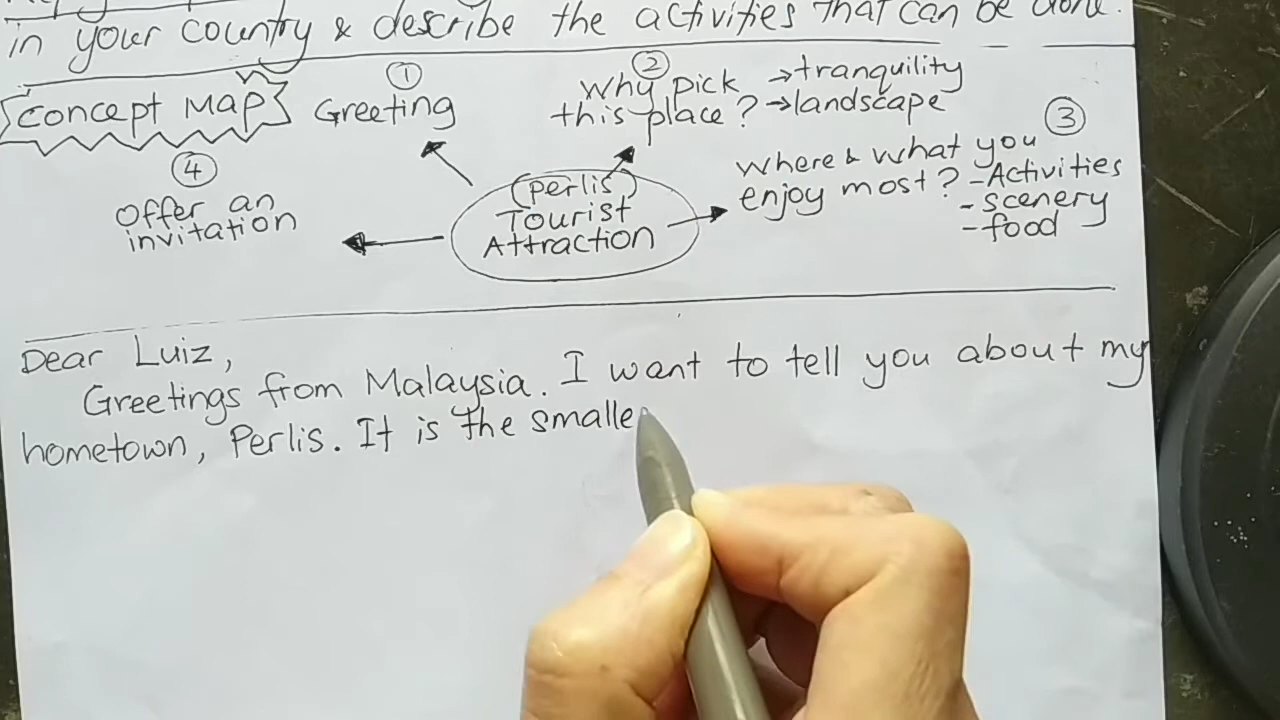 in your country & describe the activities that can be done.
Concept Map
①
Greeting
②
Why pick
this place?
→tranquility
→landscape
③
Where & what you
enjoy most?
-Activities
-scenery
-food
④
Offer an
invitation
(Perlis)
Tourist
Attraction
Dear Luiz,
Greetings from Malaysia. I want to tell you about my
hometown, Perlis. It is the smalle